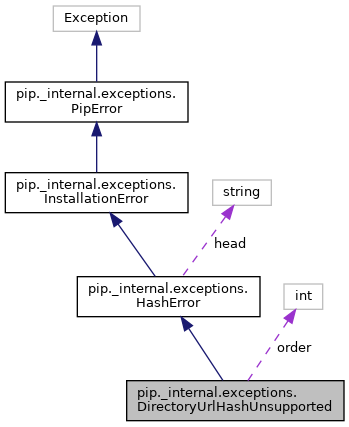 Exception
pip._internal.exceptions.
PipError
pip._internal.exceptions.
InstallationError
string
head
pip._internal.exceptions.
HashError
int
order
pip._internal.exceptions.
DirectoryUrlHashUnsupported